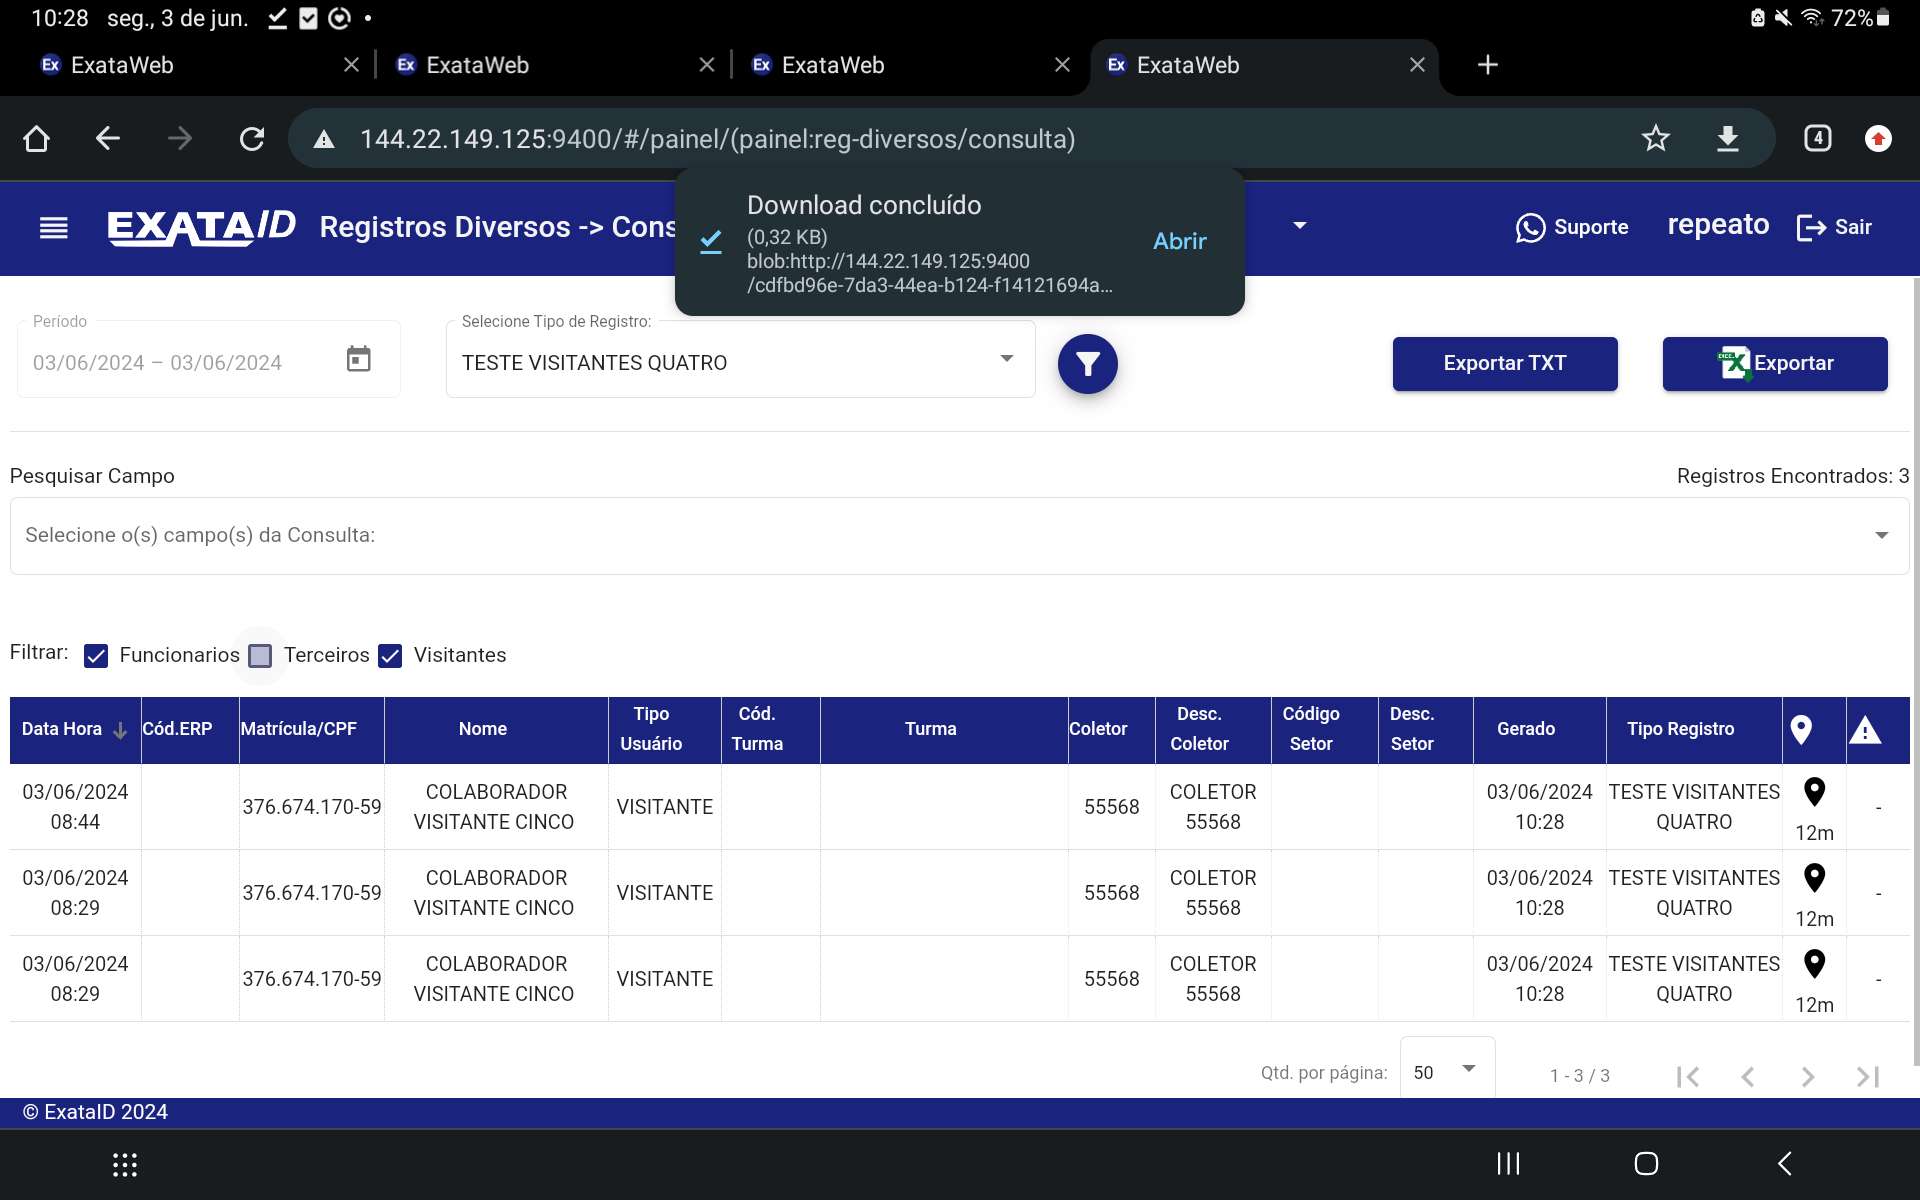 10:28 seg., 3 de jun.
72%
Ex ExataWeb
Ex ExataWeb
Ex ExataWeb
Ex ExataWeb
144.22.149.125:9400/#/painel/(painel:reg-diversos/consulta)
4
Download concluído
(0,32 KB)
blob:http://144.22.149.125:9400
/cdfbd96e-7da3-44ea-b124-f14121694a...
Abrir
EXATAID
Registros Diversos -> Cons
Suporte
repeato
Sair
Período
03/06/2024 – 03/06/2024
Selecione Tipo de Registro:
TESTE VISITANTES QUATRO
Exportar TXT
Exportar
Pesquisar Campo
Registros Encontrados: 3
Selecione o(s) campo(s) da Consulta:
Filtrar: Funcionarios Terceiros Visitantes
Data Hora Cód.ERP Matrícula/CPF Nome Tipo Usuário Cód. Turma Turma Coletor Desc. Coletor Código Setor Desc. Setor Gerado Tipo Registro
03/06/2024 08:44 376.674.170-59 COLABORADOR VISITANTE CINCO VISITANTE 55568 COLETOR 55568 03/06/2024 10:28 TESTE VISITANTES QUATRO 12m -
03/06/2024 08:29 376.674.170-59 COLABORADOR VISITANTE CINCO VISITANTE 55568 COLETOR 55568 03/06/2024 10:28 TESTE VISITANTES QUATRO 12m -
03/06/2024 08:29 376.674.170-59 COLABORADOR VISITANTE CINCO VISITANTE 55568 COLETOR 55568 03/06/2024 10:28 TESTE VISITANTES QUATRO 12m -
Qtd. por página: 50 1 - 3 / 3
© ExataID 2024